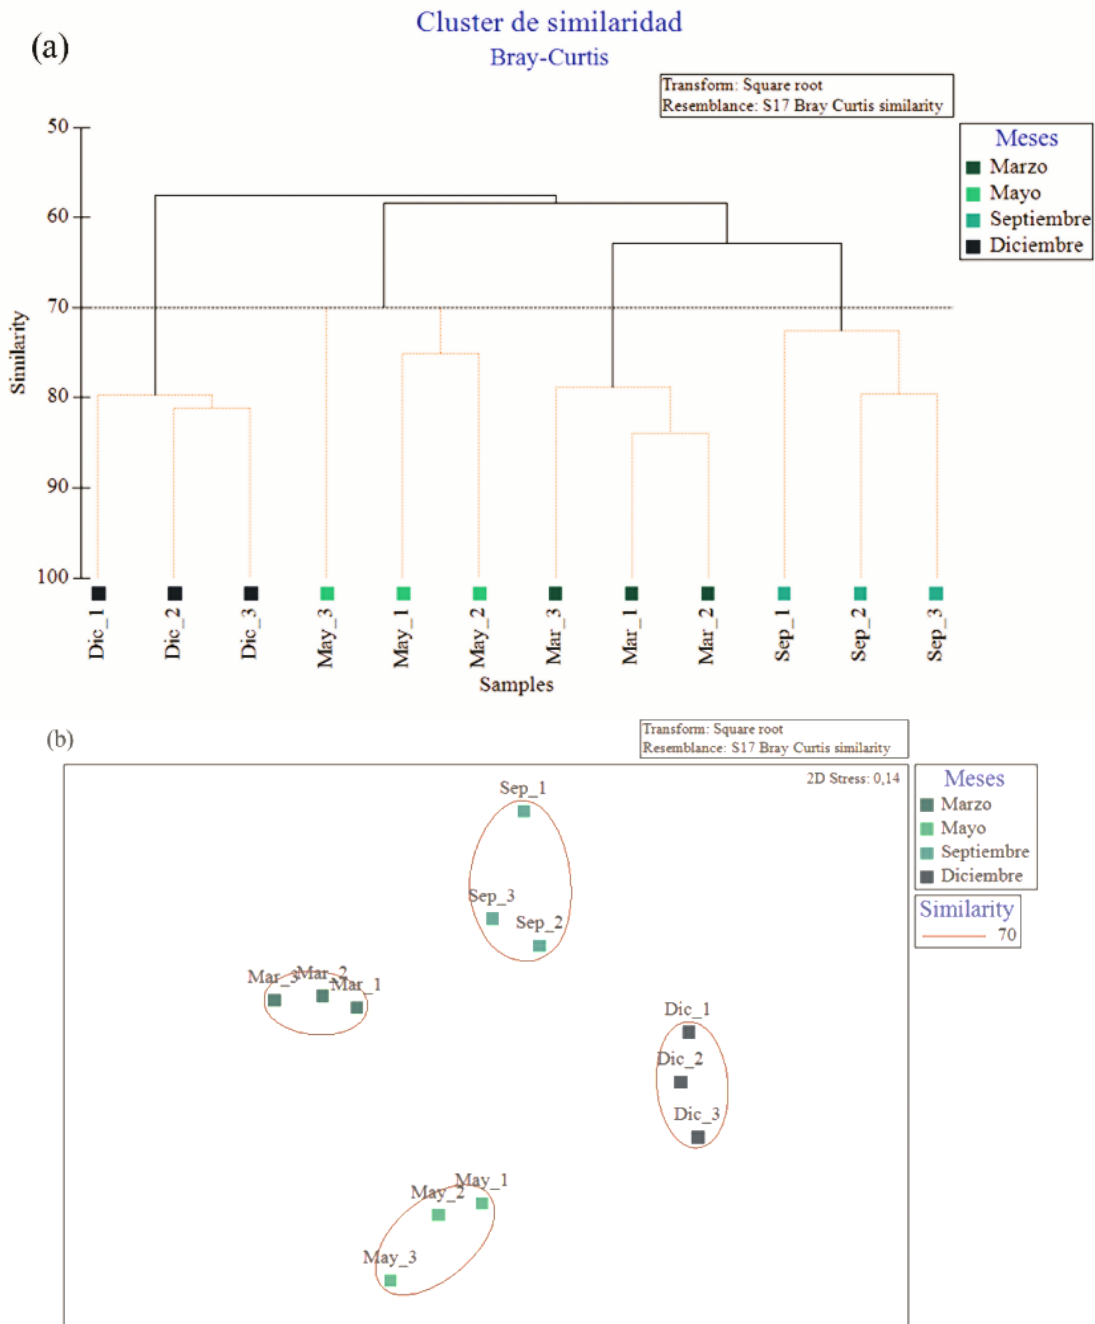 Cluster de similaridad
(a)
Bray-Curtis
Transform: Square root
Resemblance: S17 Bray Curtis similarity
Meses
Marzo
Mayo
Septiembre
Diciembre
50
60
70
80
90
100
Similarity
Dic_1
Dic_2
Dic_3
May_3
May_1
May_2
Mar_3
Mar_1
Mar_2
Sep_1
Sep_2
Sep_3
Samples
(b)
Transform: Square root
Resemblance: S17 Bray Curtis similarity
2D Stress: 0,14
Meses
Marzo
Mayo
Septiembre
Diciembre
Similarity
70
Sep_1
Sep_3
Sep_2
Mar_3
Mar_2
Mar_1
Dic_1
Dic_2
Dic_3
May_1
May_2
May_3